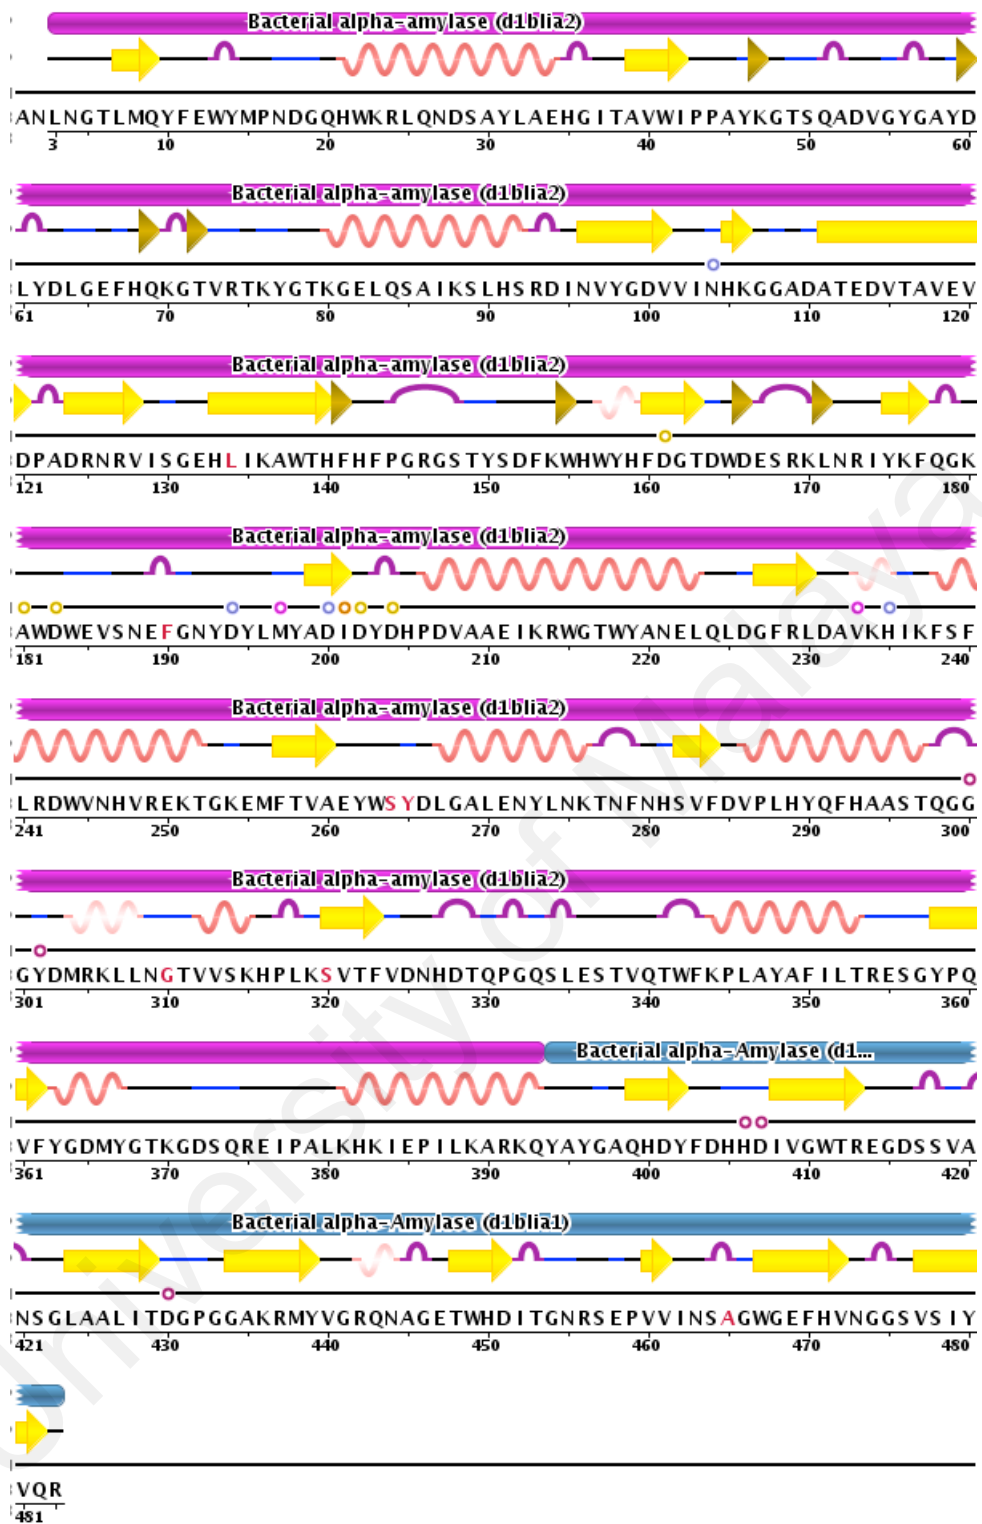 Bacterial alpha-amylase (d1blia2)
ANLNGTLMQYFEWYMPNDGQHWKRLQNDSAYLAEHGITAVWIPPAYKGTSQADVGYGAYD
3 10 20 30 40 50 60
Bacterial alpha-amylase (d1blia2)
LYDLGEFHQKGTVRTKYGTKGELQSAIKSLHSRDINVYGDVVINHKGGADATEDVTAVEV
61 70 80 90 100 110 120
Bacterial alpha-amylase (d1blia2)
DPADRNRVISGEHLIKAWTHFHFPGRGSTYSDFKWHWYHFDGTDWDESRKLNRIYKFQGK
121 130 140 150 160 170 180
Bacterial alpha-amylase (d1blia2)
AWDWEVSNEFGNYDYLMYADIDYDHPDVAAEIKRWGTWYANELQLDGFRLDAVKHIKFSF
181 190 200 210 220 230 240
Bacterial alpha-amylase (d1blia2)
LRDWVNHVREKTGKEMFTVAEYWSYDLGALENYLNKTNFNHSVFDVPLHYQFHAASTQGG
241 250 260 270 280 290 300
Bacterial alpha-amylase (d1blia2)
GYDMRKLLNGTVVSKHPLKSVTFVDNHDTQPGQSLESTVQTWFKPLAYAFILTRESGYPQ
301 310 320 330 340 350 360
Bacterial alpha-Amylase (d1...
VFYGDMYGTKGDSQREIPALKHKIEPILKARKQYAYGAQHDYFDHHDIVGWTREGDSSVA
361 370 380 390 400 410 420
Bacterial alpha-Amylase (d1blia1)
NSGLAALITDGPGGAKRMYVGRQNAGETWHDITGNRSEPVVINSAGWGEFHVNGGSVSIY
421 430 440 450 460 470 480
VQR
481
University of Malaya